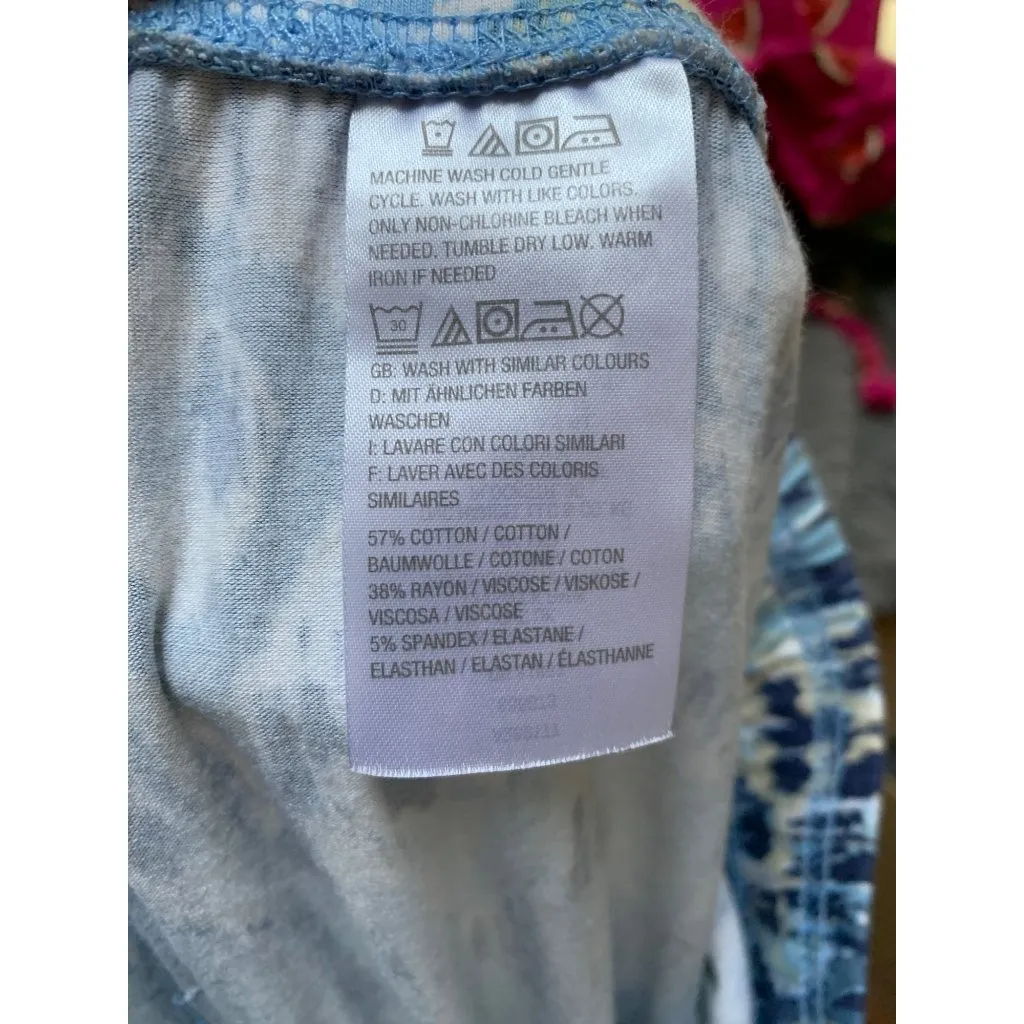 MACHINE WASH COLD GENTLE
CYCLE. WASH WITH LIKE COLORS.
ONLY NON-CHLORINE BLEACH WHEN
NEEDED. TUMBLE DRY LOW. WARM
IRON IF NEEDED
30
GB: WASH WITH SIMILAR COLOURS
D: MIT ÄHNLICHEN FARBEN
WASCHEN
I: LAVARE CON COLORI SIMILARI
F: LAVER AVEC DES COLORIS
SIMILAIRES
57% COTTON / COTTON /
BAUMWOLLE / COTONE / COTON
38% RAYON / VISCOSE / VISKOSE /
VISCOSA / VISCOSE
5% SPANDEX / ELASTANE /
ELASTHAN / ELASTAN / ÉLASTHANNE